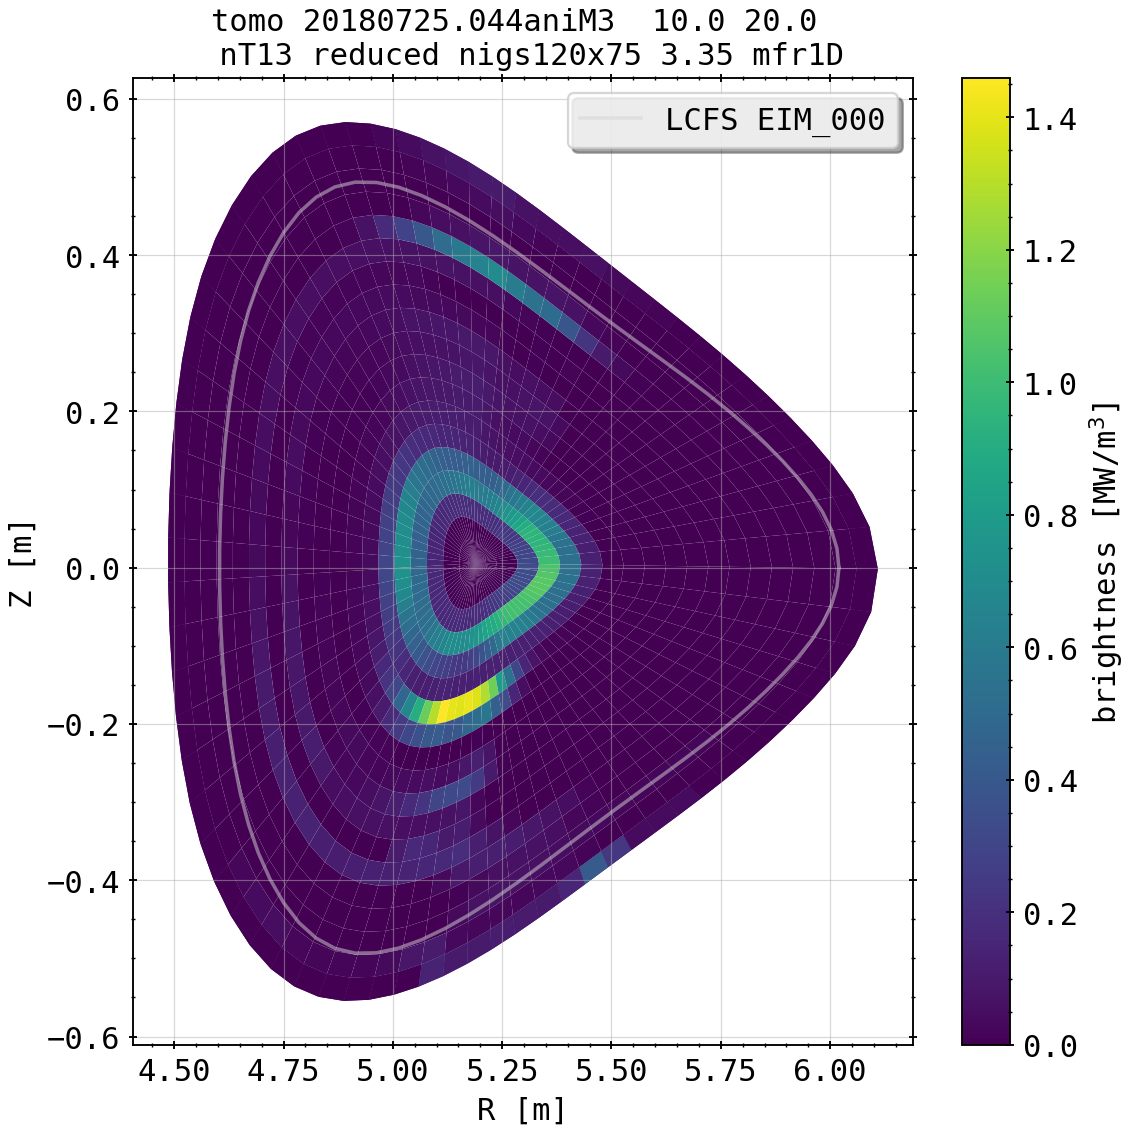 tomo 20180725.044aniM3  10.0 20.0
nT13 reduced nigs120x75 3.35 mfr1D
LCFS EIM_000
0.6
0.4
0.2
0.0
−0.2
−0.4
−0.6
Z [m]
4.50 4.75 5.00 5.25 5.50 5.75 6.00
R [m]
1.4
1.2
1.0
0.8
0.6
0.4
0.2
0.0
brightness [MW/m³]